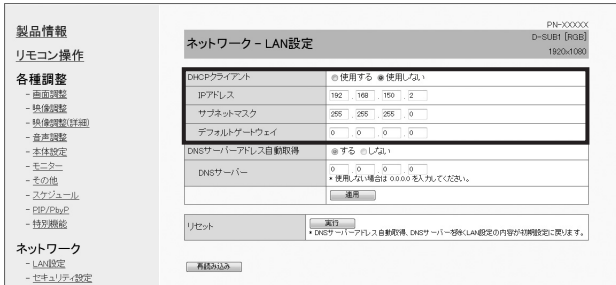 製品情報
リモコン操作
各種調整
- 画面調整
- 映像調整
- 映像調整(詳細)
- 音声調整
- 本体設定
- モニター
- その他
- スケジュール
- PIP/PbyP
- 特別機能
ネットワーク
- LAN設定
- セキュリティ設定
PN-XXXXX
ネットワーク - LAN設定
D-SUB1 [RGB]
1920x1080
DHCPクライアント 使用する 使用しない
IPアドレス 192 . 168 . 150 . 2
サブネットマスク 255 . 255 . 255 . 0
デフォルトゲートウェイ 0 . 0 . 0 . 0
DNSサーバーアドレス自動取得 する しない
DNSサーバー 0 . 0 . 0 . 0
* 使用しない場合は 0.0.0.0 を入力してください。
適用
リセット 実行
* DNSサーバーアドレス自動取得、DNSサーバーを除くLAN設定の内容が初期設定に戻ります。
再読み込み